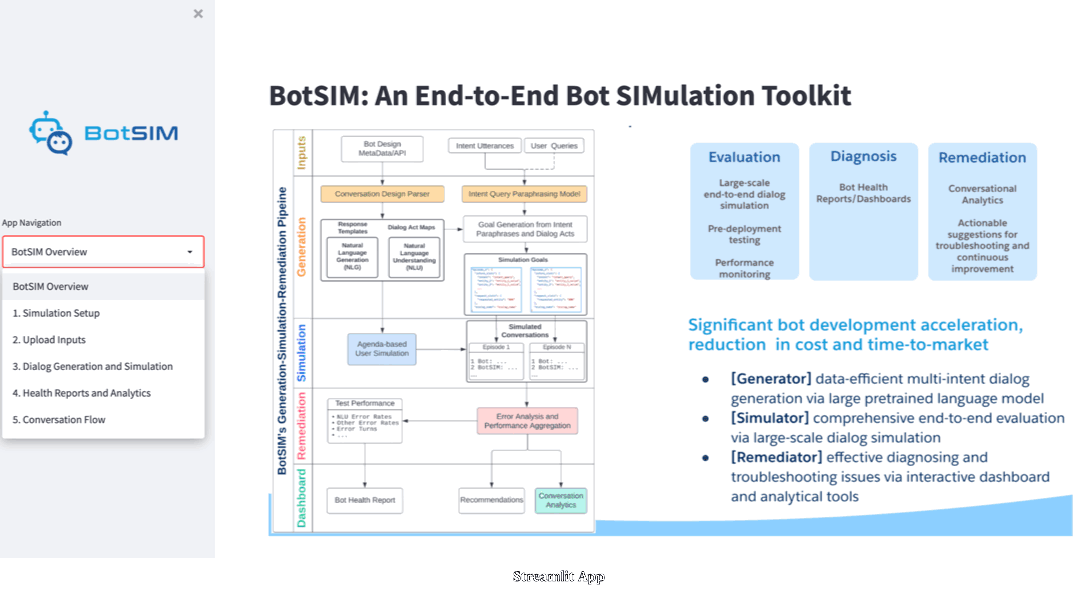 ×
BotSIM
App Navigation
BotSIM Overview
BotSIM Overview
1. Simulation Setup
2. Upload Inputs
3. Dialog Generation and Simulation
4. Health Reports and Analytics
5. Conversation Flow
BotSIM: An End-to-End Bot SIMulation Toolkit
BotSIM's Generation-Simulation-Remediation Pipeine
Inputs
Bot Design
MetaData/API
Intent Utterances
User Queries
Generation
Conversation Design Parser
Intent Query Paraphrasing Model
Response
Templates
Dialog Act Maps
Natural
Language
Generation
(NLG)
Natural
Language
Understanding
(NLU)
Goal Generation from Intent
Paraphrases and Dialog Acts
Simulation Goals
Simulation
Agenda-based
User Simulation
Simulated
Conversations
Episode 1
1 Bot: ...
2 BotSIM: ...
...
Episode N
1 Bot: ...
2 BotSIM: ...
...
Remediation
Test Performance
• NLU Error Rates
• Other Error Rates
• Error Turns
• ...
Error Analysis and
Performance Aggregation
Dashboard
Bot Health Report
Recommendations
Conversation
Analytics
Evaluation
Large-scale
end-to-end dialog
simulation
Pre-deployment
testing
Performance
monitoring
Diagnosis
Bot Health
Reports/Dashboards
Remediation
Conversational
Analytics
Actionable
suggestions for
troubleshooting and
continuous
improvement
Significant bot development acceleration,
reduction in cost and time-to-market
• [Generator] data-efficient multi-intent dialog
generation via large pretrained language model
• [Simulator] comprehensive end-to-end evaluation
via large-scale dialog simulation
• [Remediator] effective diagnosing and
troubleshooting issues via interactive dashboard
and analytical tools
Streamlit App